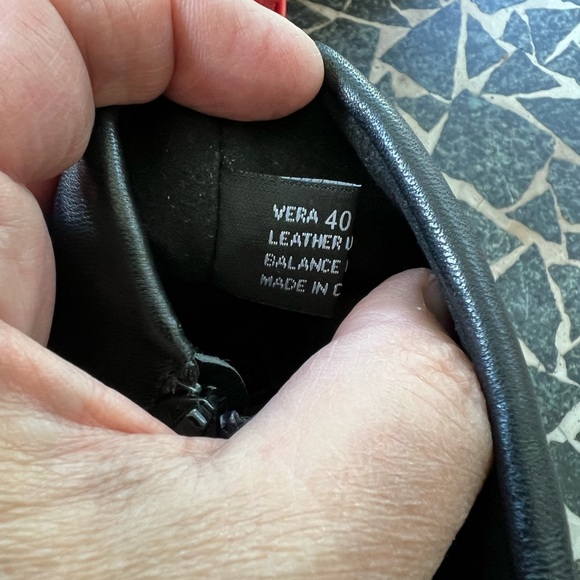 VERA 40
LEATHER U
BALANCE
MADE IN C